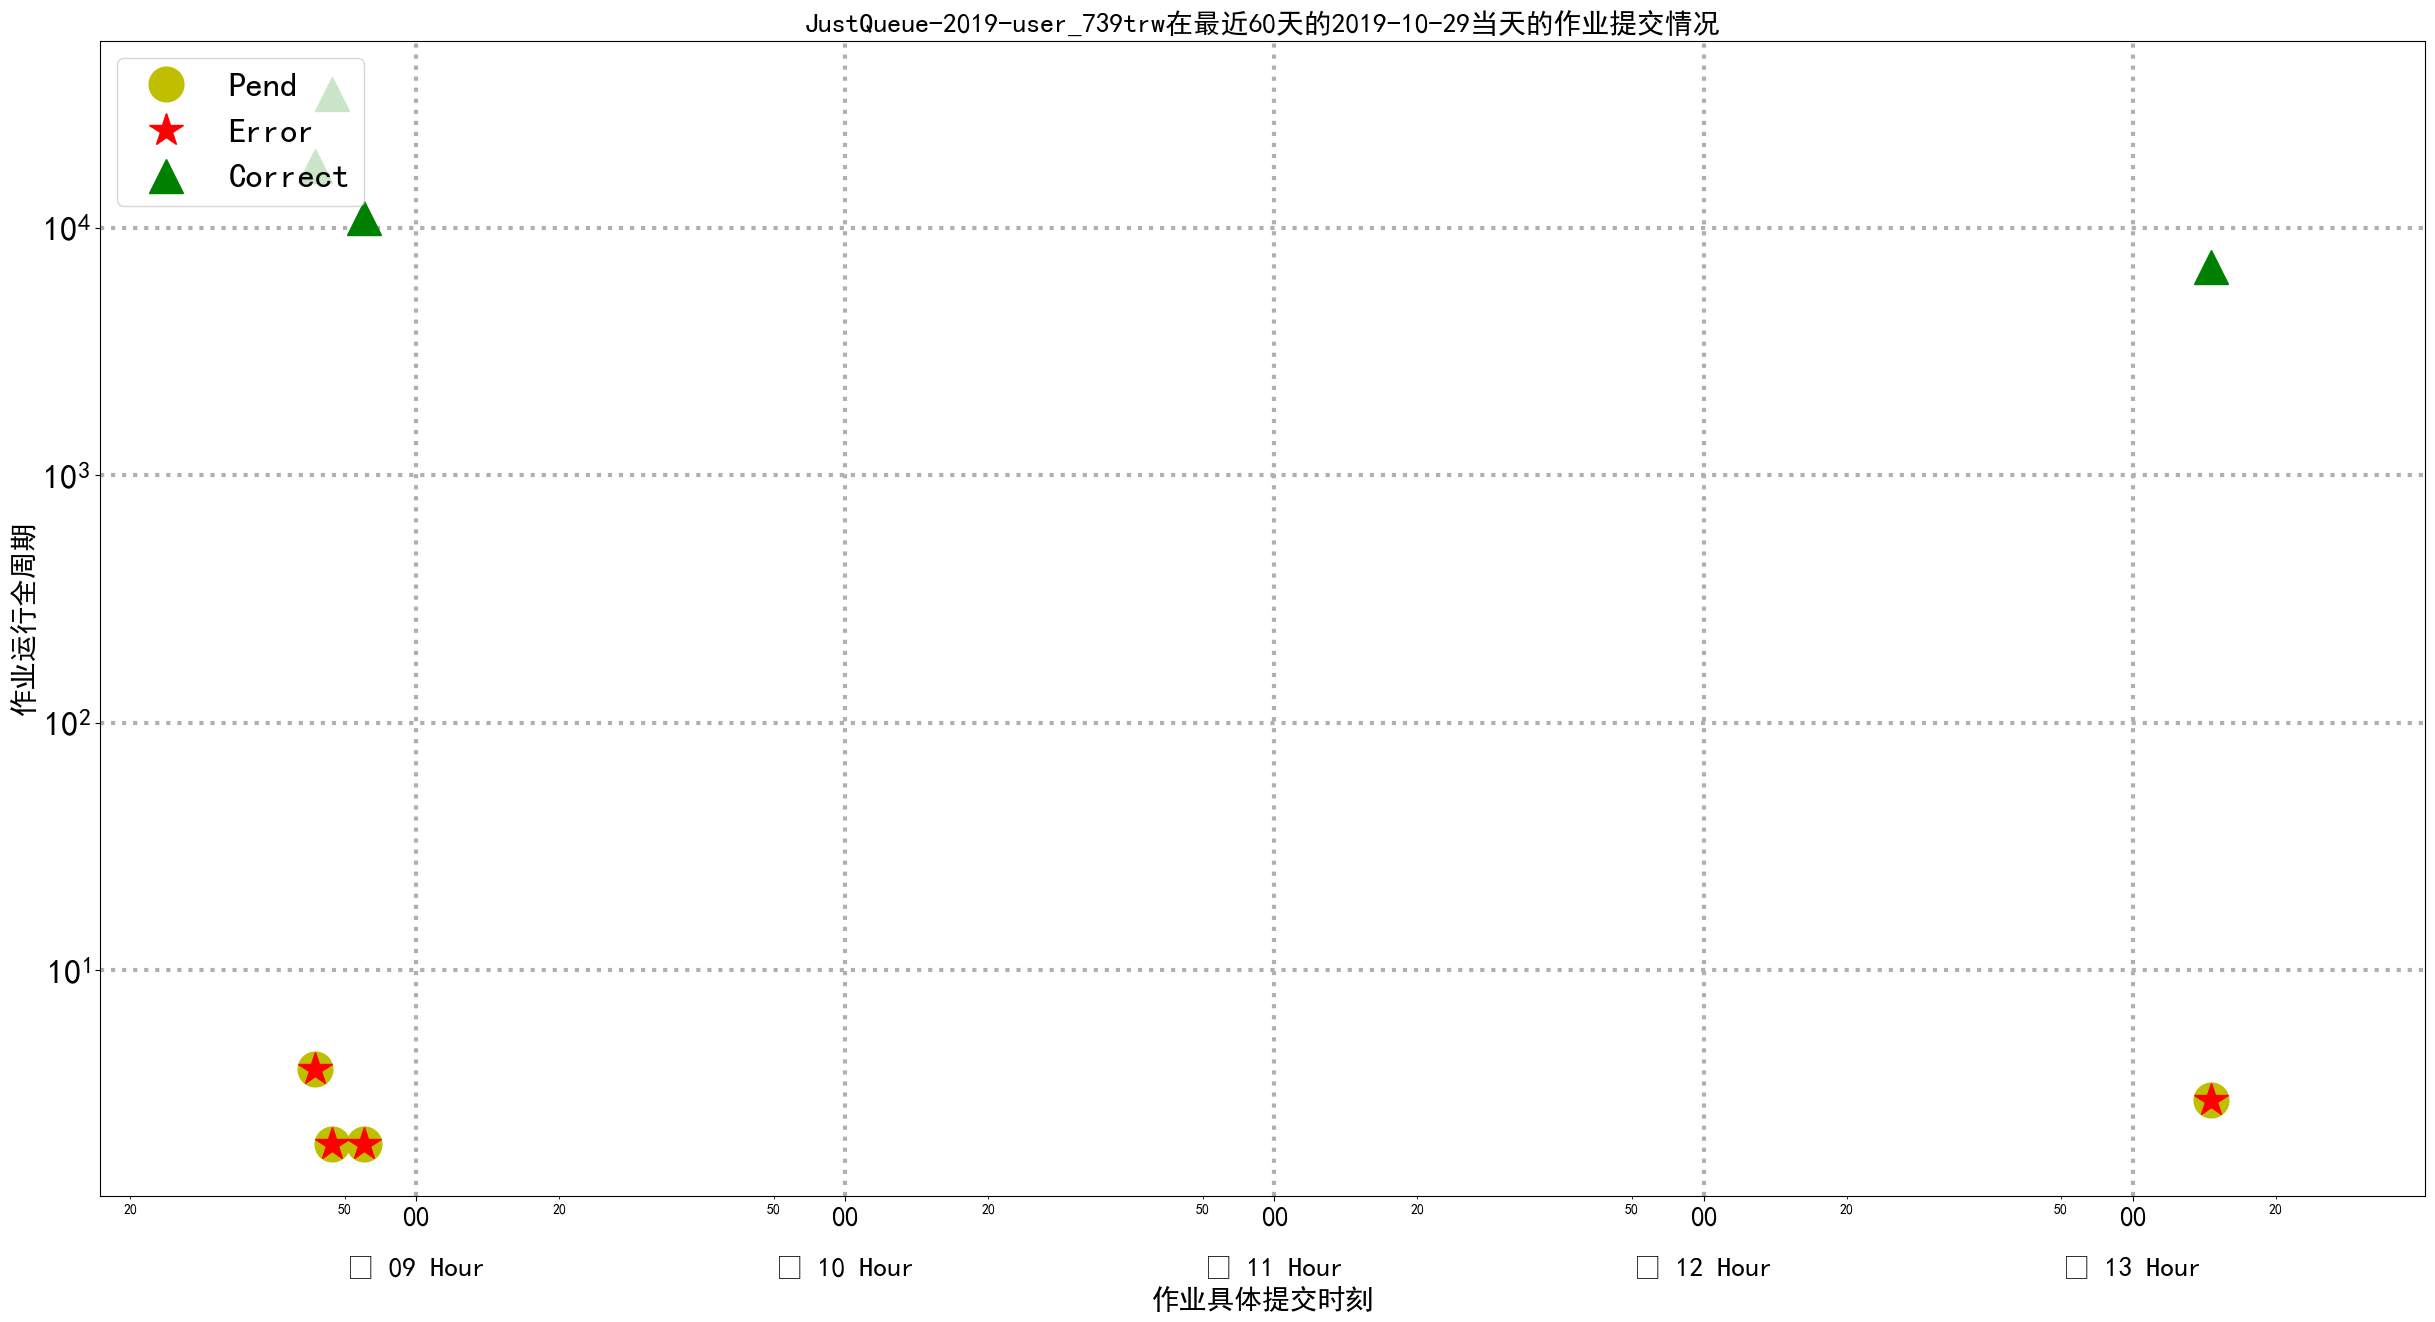 JustQueue-2019-user_739trw在最近60天的2019-10-29当天的作业提交情况
Pend
Error
Correct
10⁴
10³
10²
10¹
作业运行全周期
20 50 00 20 50 00 20 50 00 20 50 00 20 50 00 20
□ 09 Hour □ 10 Hour □ 11 Hour □ 12 Hour □ 13 Hour
作业具体提交时刻